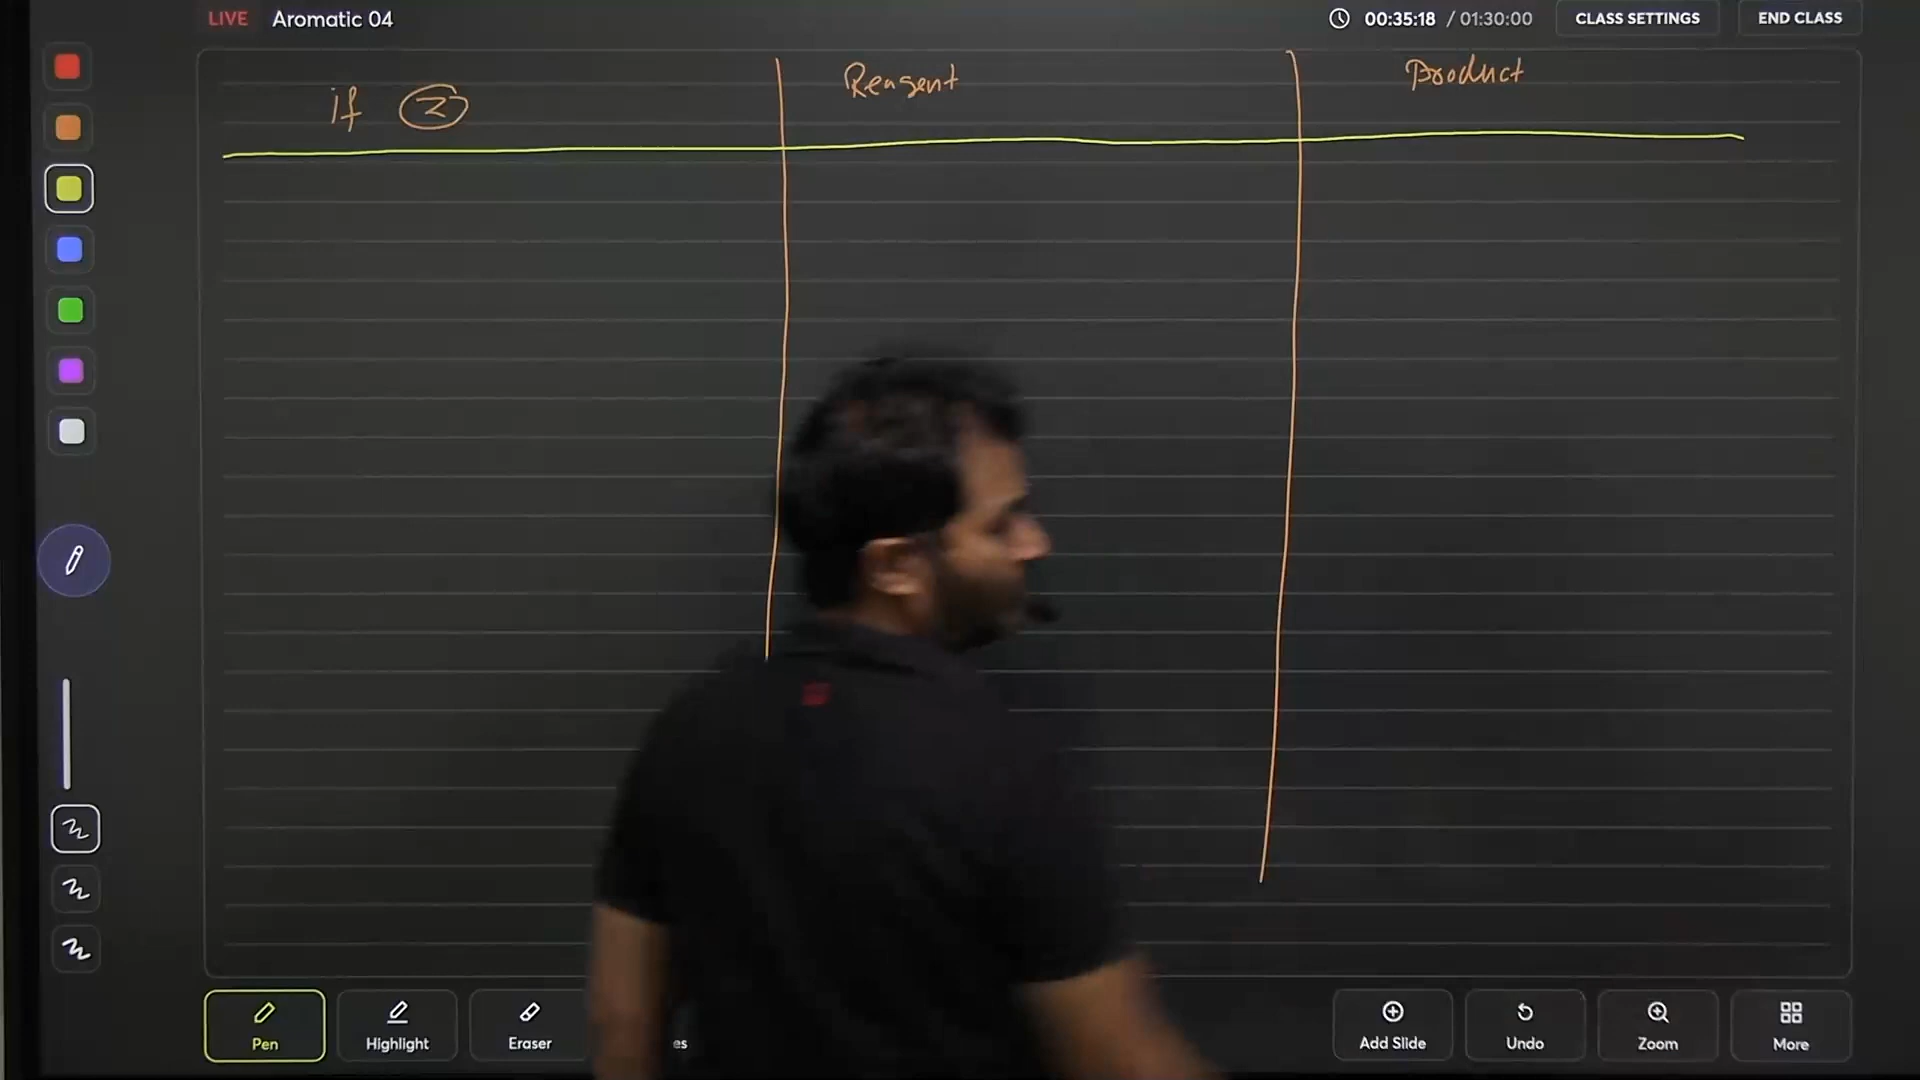 LIVE Aromatic 04 00:35:18 / 01:30:00 CLASS SETTINGS END CLASS
if Z Reagent Product
Pen Highlight Eraser es Add Slide Undo Zoom More